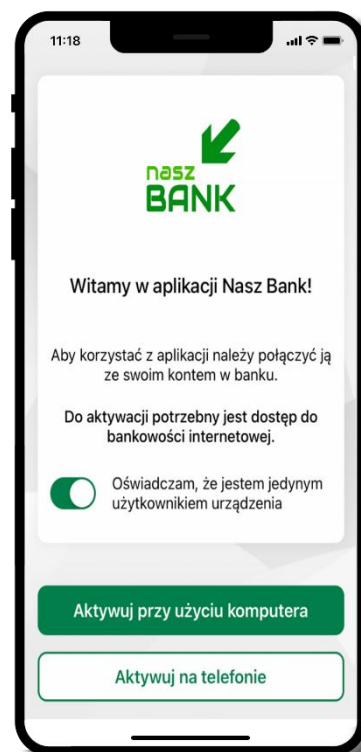 11:18
nasz
BANK
Witamy w aplikacji Nasz Bank!
Aby korzystać z aplikacji należy połączyć ją
ze swoim kontem w banku.
Do aktywacji potrzebny jest dostęp do
bankowości internetowej.
Oświadczam, że jestem jedynym
użytkownikiem urządzenia
Aktywuj przy użyciu komputera
Aktywuj na telefonie